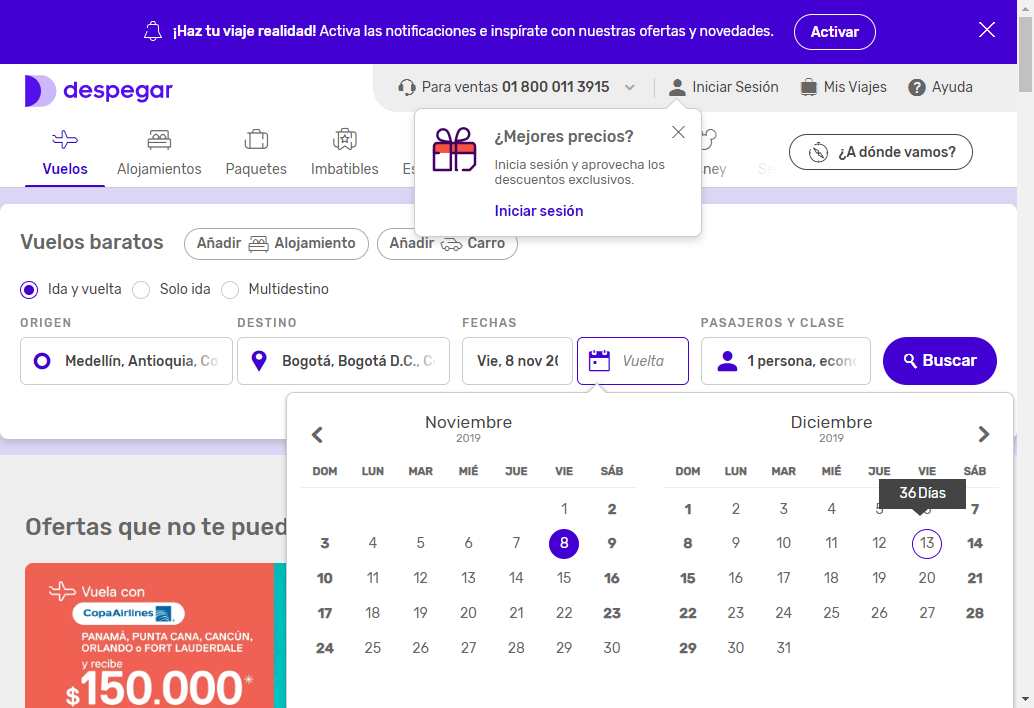 ¡Haz tu viaje realidad! Activa las notificaciones e inspírate con nuestras ofertas y novedades.
Activar
despegar
Para ventas 01 800 011 3915
Iniciar Sesión
Mis Viajes
Ayuda
Vuelos
Alojamientos
Paquetes
Imbatibles
Es
ney
Se
¿A dónde vamos?
¿Mejores precios?
Inicia sesión y aprovecha los
descuentos exclusivos.
Iniciar sesión
Vuelos baratos
Añadir Alojamiento
Añadir Carro
Ida y vuelta
Solo ida
Multidestino
ORIGEN
DESTINO
FECHAS
PASAJEROS Y CLASE
Medellín, Antioquia, Co
Bogotá, Bogotá D.C., C
Vie, 8 nov 20
Vuelta
1 persona, econ
Buscar
Noviembre
2019
DOM LUN MAR MIÉ JUE VIE SÁB
1 2
3 4 5 6 7 8 9
10 11 12 13 14 15 16
17 18 19 20 21 22 23
24 25 26 27 28 29 30
Diciembre
2019
DOM LUN MAR MIÉ JUE VIE SÁB
36 Días
1 2 3 4 5 7
8 9 10 11 12 13 14
15 16 17 18 19 20 21
22 23 24 25 26 27 28
29 30 31
Ofertas que no te pued
Vuela con
CopaAirlines
PANAMÁ, PUNTA CANA, CANCÚN,
ORLANDO o FORT LAUDERDALE
y recibe
$150.000*